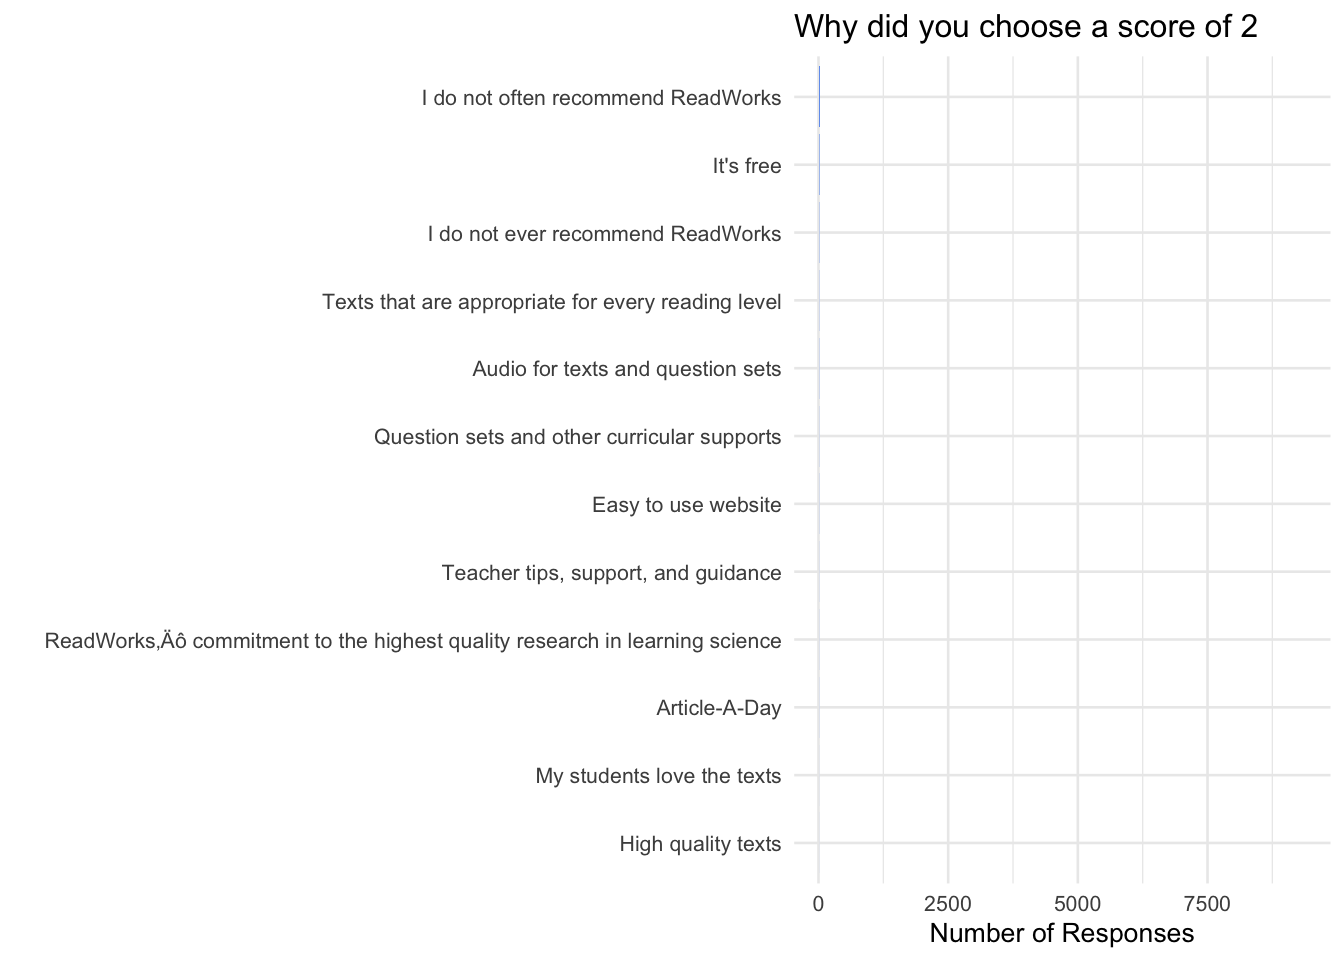 Why did you choose a score of 2
I do not often recommend ReadWorks
It's free
I do not ever recommend ReadWorks
Texts that are appropriate for every reading level
Audio for texts and question sets
Question sets and other curricular supports
Easy to use website
Teacher tips, support, and guidance
ReadWorks‚Äô commitment to the highest quality research in learning science
Article-A-Day
My students love the texts
High quality texts
0 2500 5000 7500
Number of Responses